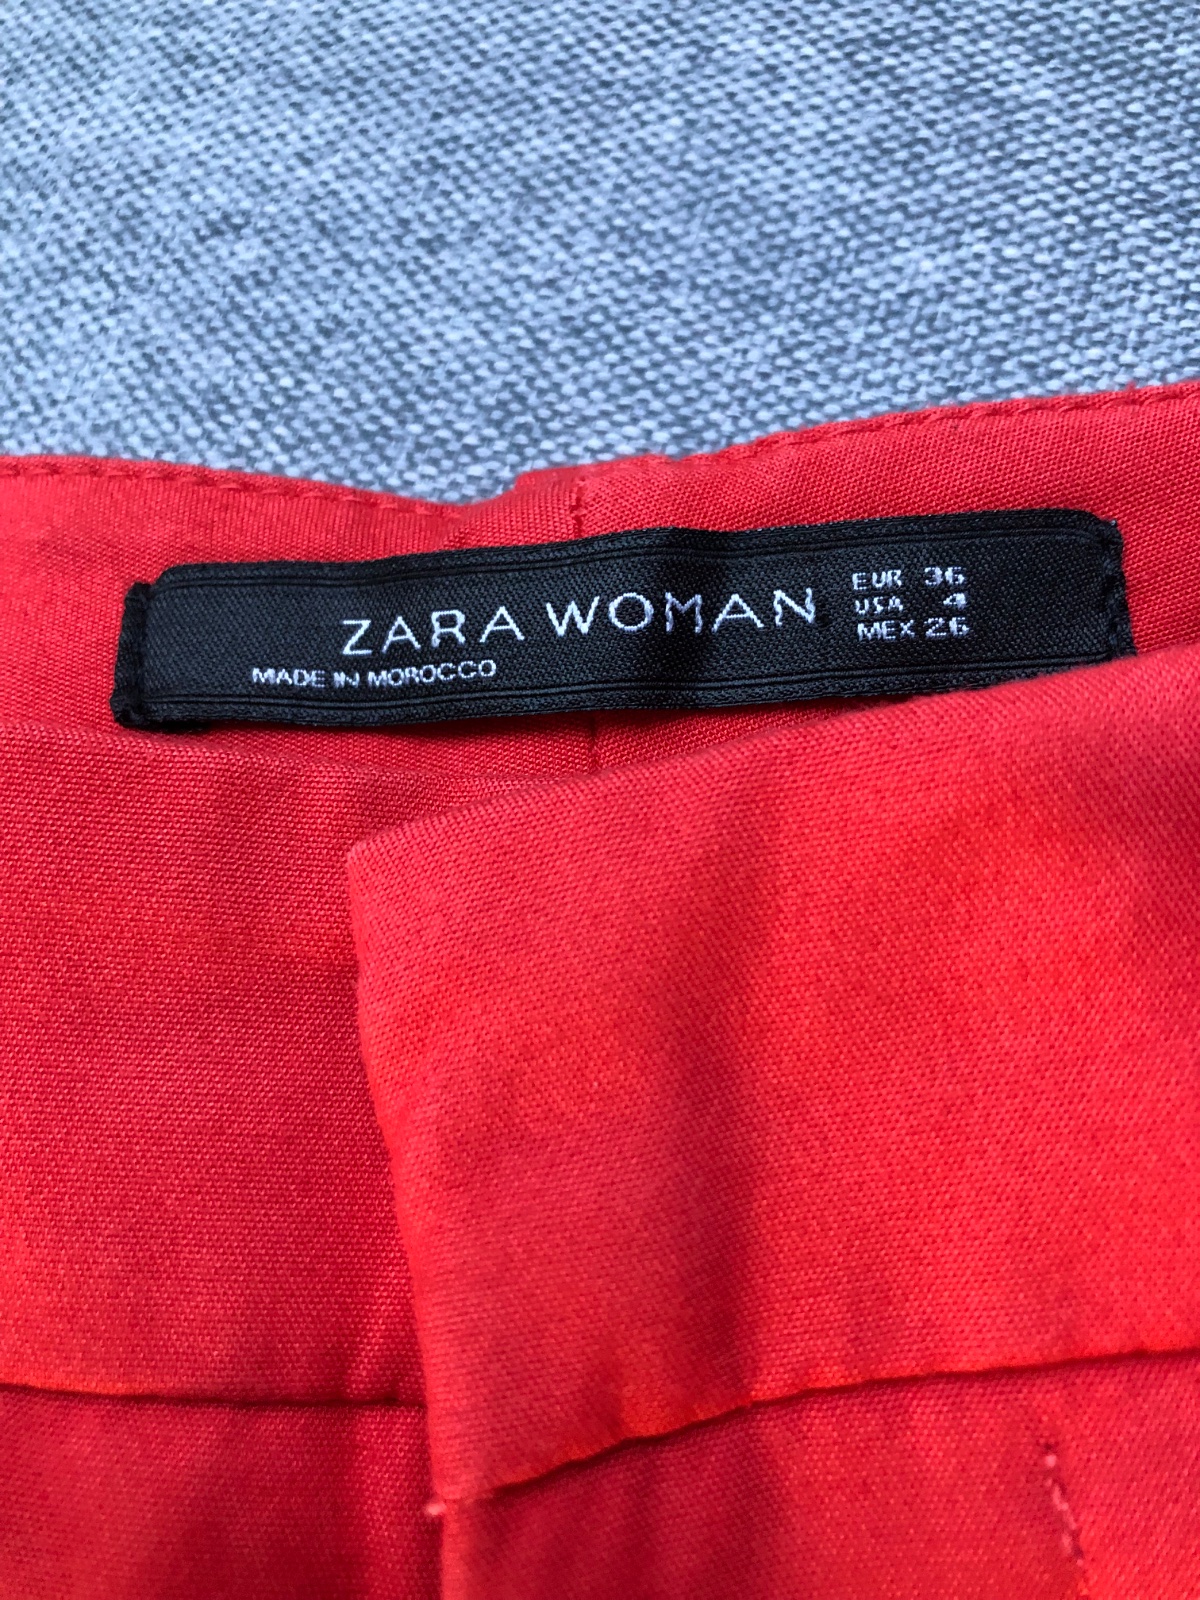 ZARA WOMAN
MADE IN MOROCCO
EUR 36
USA 4
MEX 26